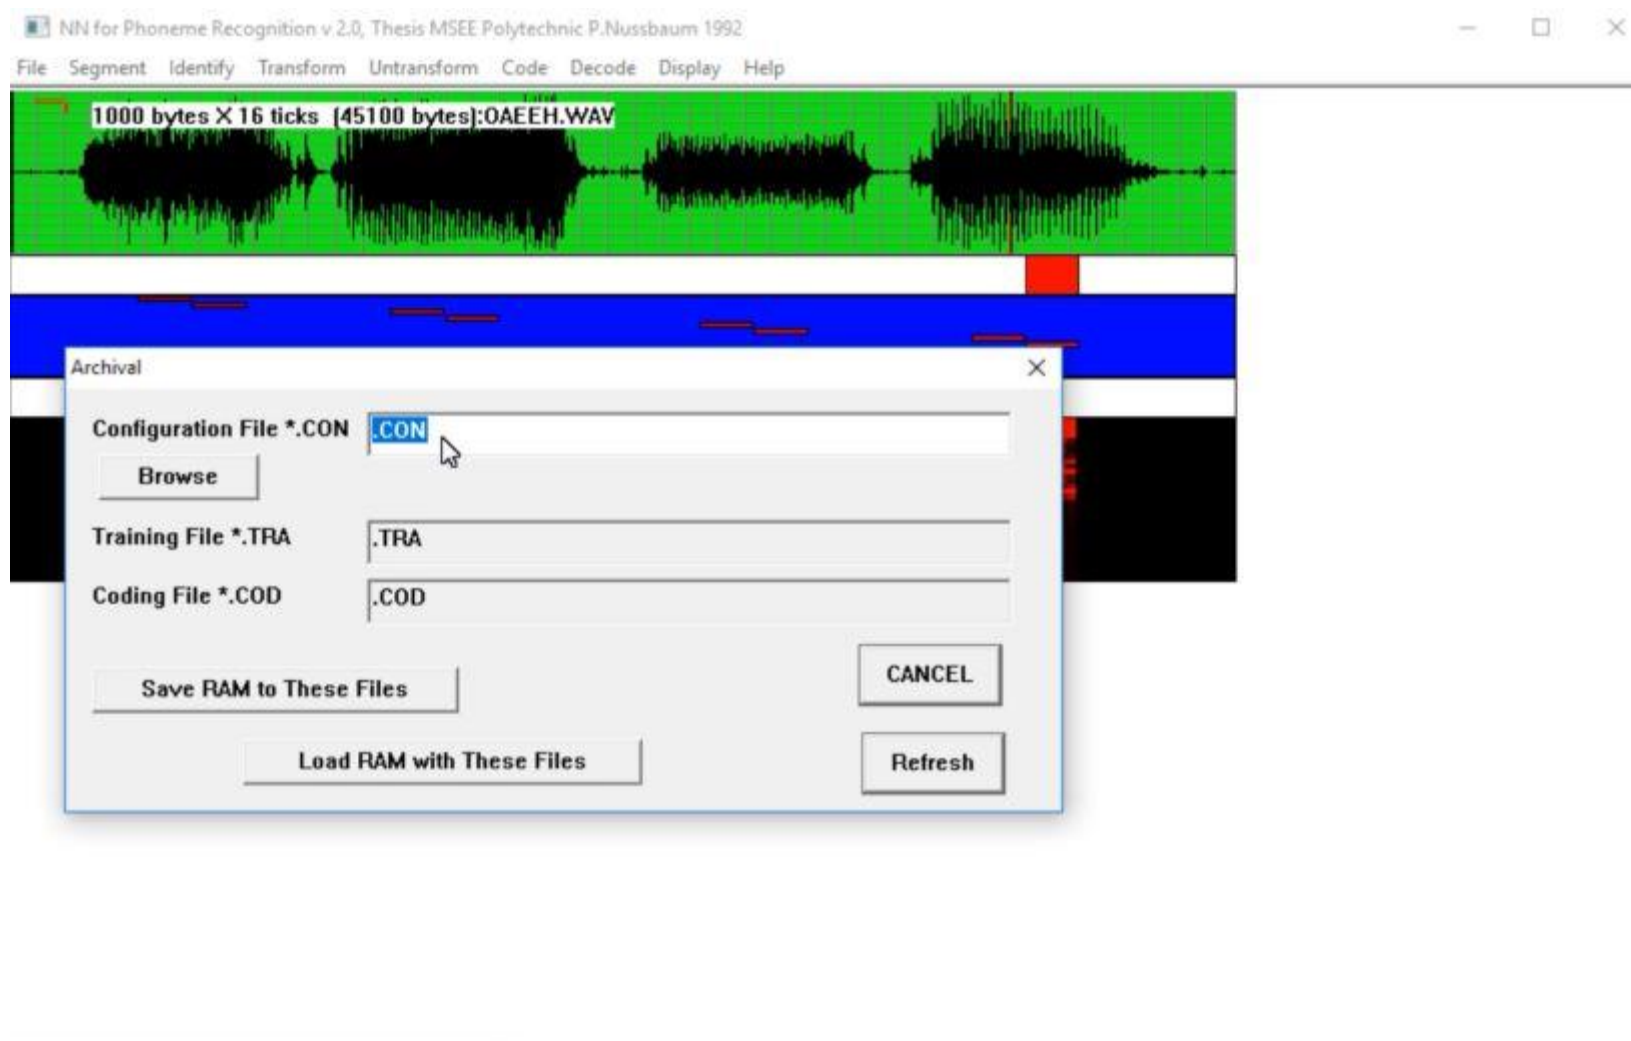 NN for Phoneme Recognition v 2.0, Thesis MSEE Polytechnic P.Nussbaum 1992
File Segment Identify Transform Untransform Code Decode Display Help
1000 bytes X 16 ticks (45100 bytes):OAEEH.WAV
Archival
Configuration File *.CON .CON
Browse
Training File *.TRA .TRA
Coding File *.COD .COD
CANCEL
Save RAM to These Files
Load RAM with These Files
Refresh